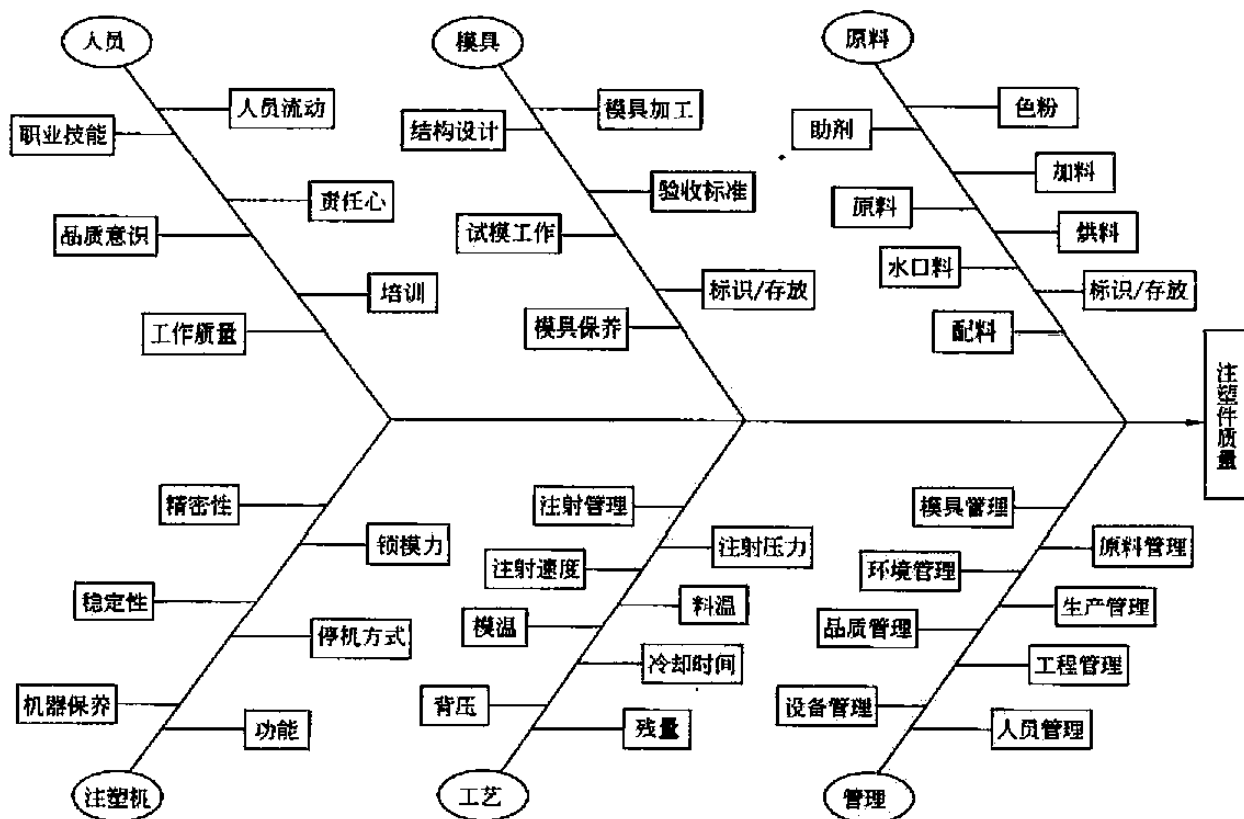 人员
模具
原料
人员流动
职业技能
责任心
品质意识
培训
工作质量
模具加工
结构设计
验收标准
试模工作
标识/存放
模具保养
色粉
助剂
加料
原料
烘料
水口料
标识/存放
配料
注塑件质量
精密性
锁模力
稳定性
停机方式
机器保养
功能
注塑机
注射管理
注射压力
注射速度
料温
模温
冷却时间
背压
残量
工艺
模具管理
原料管理
环境管理
生产管理
品质管理
工程管理
设备管理
人员管理
管理